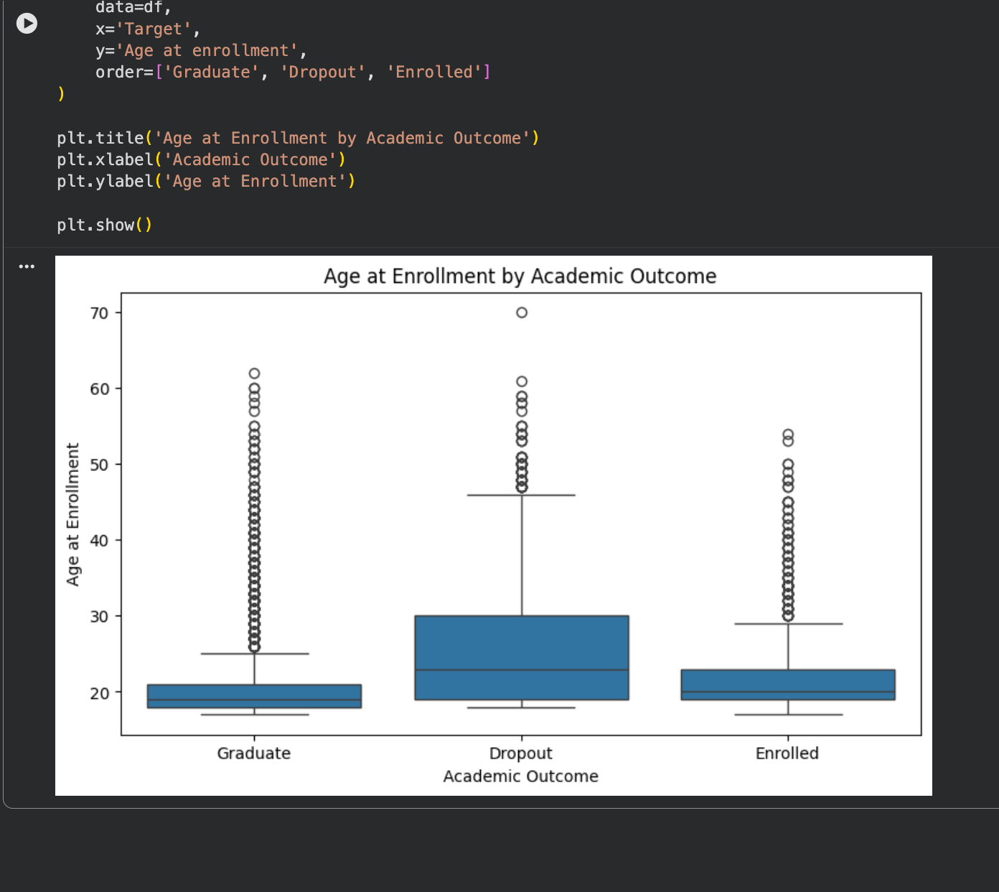 data=df,
x='Target',
y='Age at enrollment',
order=['Graduate', 'Dropout', 'Enrolled']
)
plt.title('Age at Enrollment by Academic Outcome')
plt.xlabel('Academic Outcome')
plt.ylabel('Age at Enrollment')
plt.show()
Age at Enrollment by Academic Outcome
70
60
50
40
30
20
Age at Enrollment
Graduate Dropout Enrolled
Academic Outcome